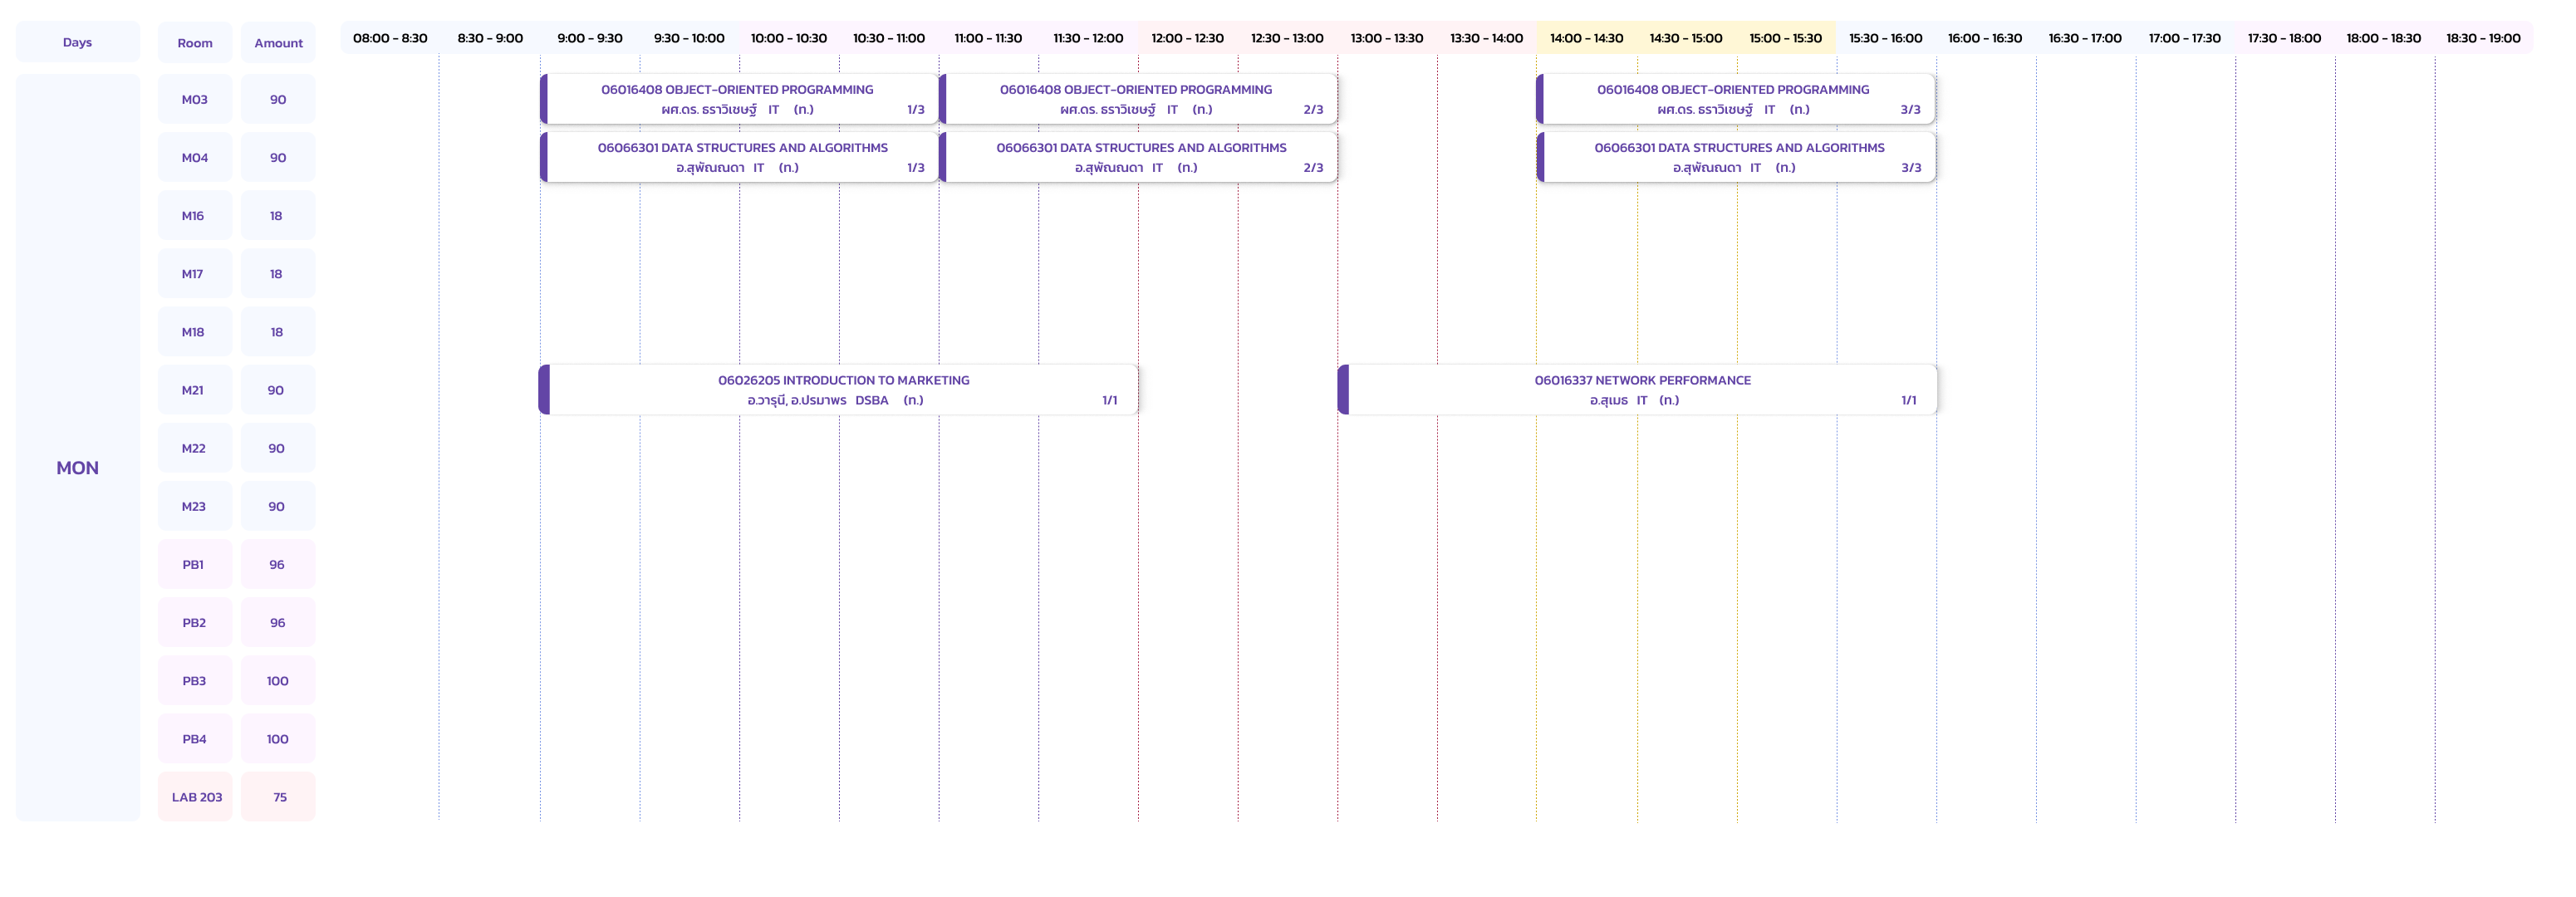 Days Room Amount 08:00 - 8:30 8:30 - 9:00 9:00 - 9:30 9:30 - 10:00 10:00 - 10:30 10:30 - 11:00 11:00 - 11:30 11:30 - 12:00 12:00 - 12:30 12:30 - 13:00 13:00 - 13:30 13:30 - 14:00 14:00 - 14:30 14:30 - 15:00 15:00 - 15:30 15:30 - 16:00 16:00 - 16:30 16:30 - 17:00 17:00 - 17:30 17:30 - 18:00 18:00 - 18:30 18:30 - 19:00
MON
M03 90
06016408 OBJECT-ORIENTED PROGRAMMING
ผศ.ดร. ธราวิเชษฐ์ IT (ท.) 1/3
06016408 OBJECT-ORIENTED PROGRAMMING
ผศ.ดร. ธราวิเชษฐ์ IT (ท.) 2/3
06016408 OBJECT-ORIENTED PROGRAMMING
ผศ.ดร. ธราวิเชษฐ์ IT (ท.) 3/3
M04 90
06066301 DATA STRUCTURES AND ALGORITHMS
อ.สุพัณณดา IT (ท.) 1/3
06066301 DATA STRUCTURES AND ALGORITHMS
อ.สุพัณณดา IT (ท.) 2/3
06066301 DATA STRUCTURES AND ALGORITHMS
อ.สุพัณณดา IT (ท.) 3/3
M16 18
M17 18
M18 18
M21 90
06026205 INTRODUCTION TO MARKETING
อ.วารุนี, อ.ปรมาพร DSBA (ท.) 1/1
06016337 NETWORK PERFORMANCE
อ.สุเมธ IT (ท.) 1/1
M22 90
M23 90
PB1 96
PB2 96
PB3 100
PB4 100
LAB 203 75